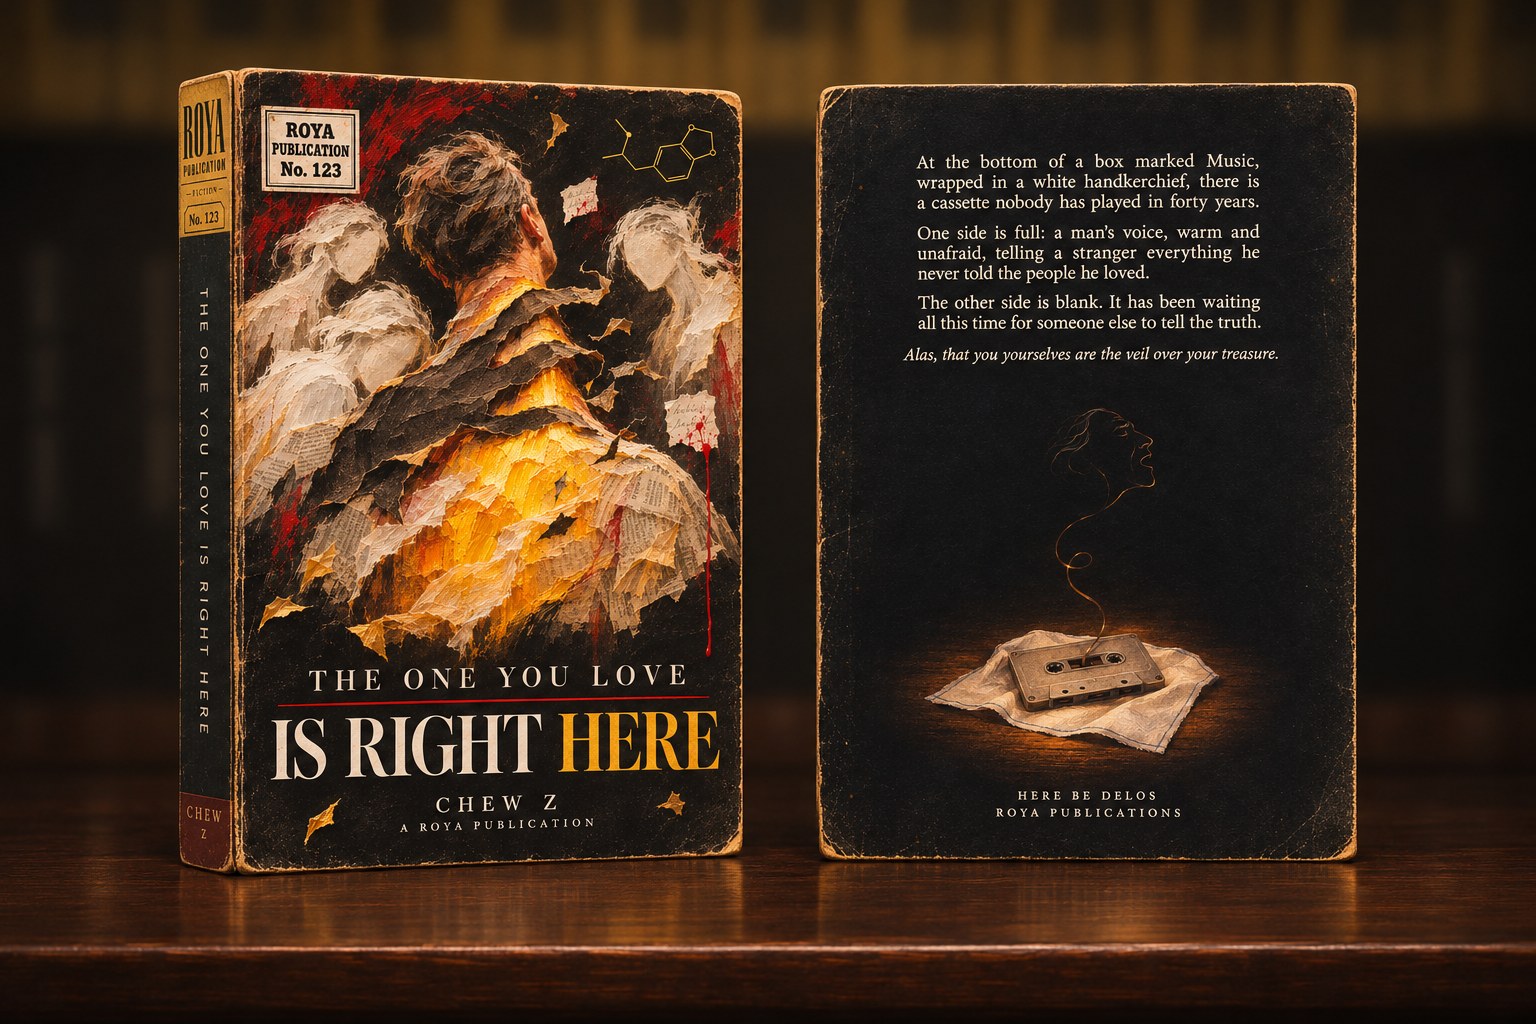 ROYA
PUBLICATION
FICTION
No. 123
THE ONE YOU LOVE IS RIGHT HERE
CHEW
Z
ROYA
PUBLICATION
No. 123
THE ONE YOU LOVE
IS RIGHT HERE
CHEW Z
A ROYA PUBLICATION
At the bottom of a box marked Music,
wrapped in a white handkerchief, there is
a cassette nobody has played in forty years.
One side is full: a man's voice, warm and
unafraid, telling a stranger everything he
never told the people he loved.
The other side is blank. It has been waiting
all this time for someone else to tell the truth.
Alas, that you yourselves are the veil over your treasure.
HERE BE DELOS
ROYA PUBLICATIONS